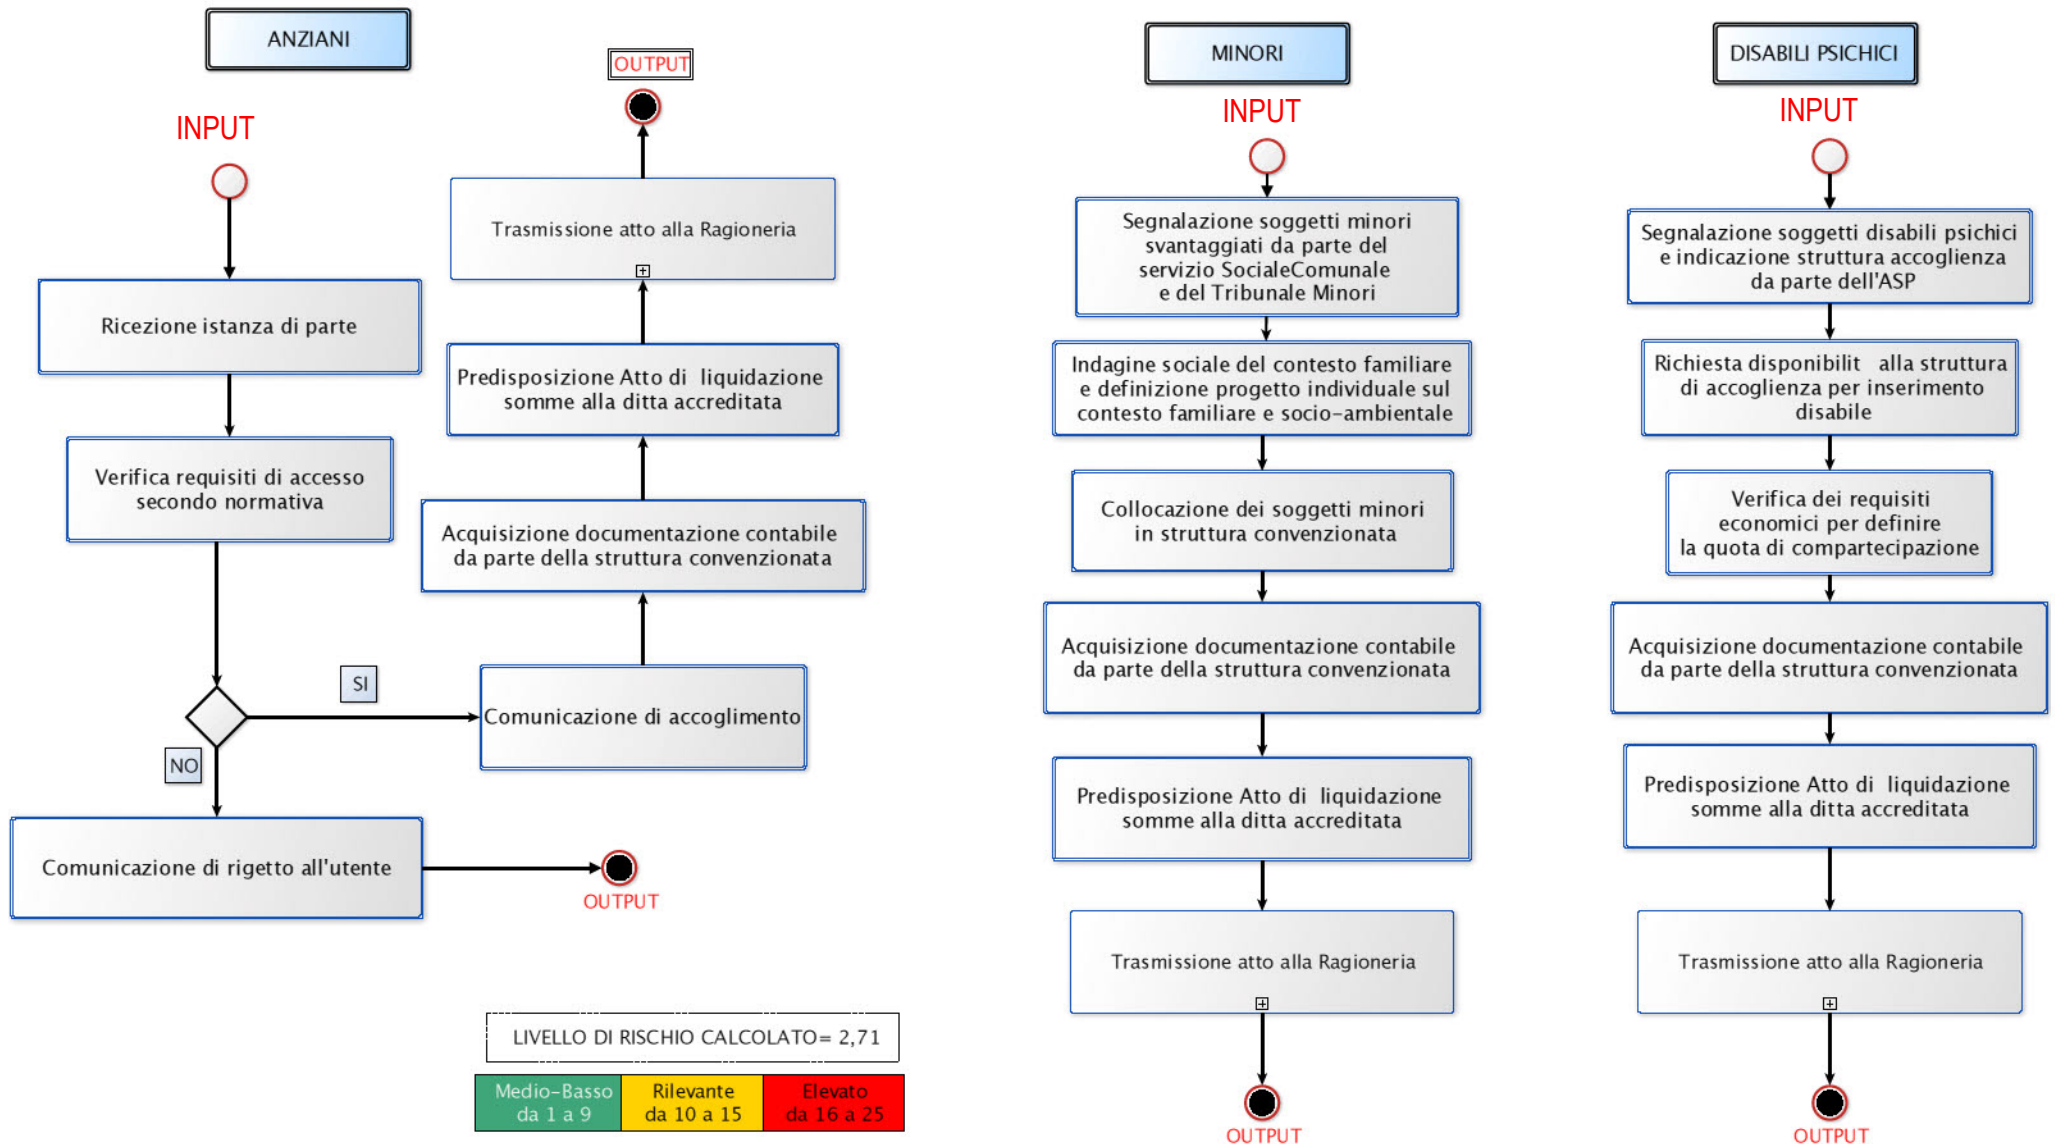 ANZIANI
INPUT
Ricezione istanza di parte
Verifica requisiti di accesso
secondo normativa
SI
NO
Comunicazione di rigetto all'utente
OUTPUT
Comunicazione di accoglimento
Acquisizione documentazione contabile
da parte della struttura convenzionata
Predisposizione Atto di liquidazione
somme alla ditta accreditata
Trasmissione atto alla Ragioneria
OUTPUT
LIVELLO DI RISCHIO CALCOLATO= 2,71
Medio-Basso
da 1 a 9
Rilevante
da 10 a 15
Elevato
da 16 a 25
MINORI
INPUT
Segnalazione soggetti minori
svantaggiati da parte del
servizio SocialeComunale
e del Tribunale Minori
Indagine sociale del contesto familiare
e definizione progetto individuale sul
contesto familiare e socio-ambientale
Collocazione dei soggetti minori
in struttura convenzionata
Acquisizione documentazione contabile
da parte della struttura convenzionata
Predisposizione Atto di liquidazione
somme alla ditta accreditata
Trasmissione atto alla Ragioneria
OUTPUT
DISABILI PSICHICI
INPUT
Segnalazione soggetti disabili psichici
e indicazione struttura accoglienza
da parte dell'ASP
Richiesta disponibilit alla struttura
di accoglienza per inserimento
disabile
Verifica dei requisiti
economici per definire
la quota di compartecipazione
Acquisizione documentazione contabile
da parte della struttura convenzionata
Predisposizione Atto di liquidazione
somme alla ditta accreditata
Trasmissione atto alla Ragioneria
OUTPUT